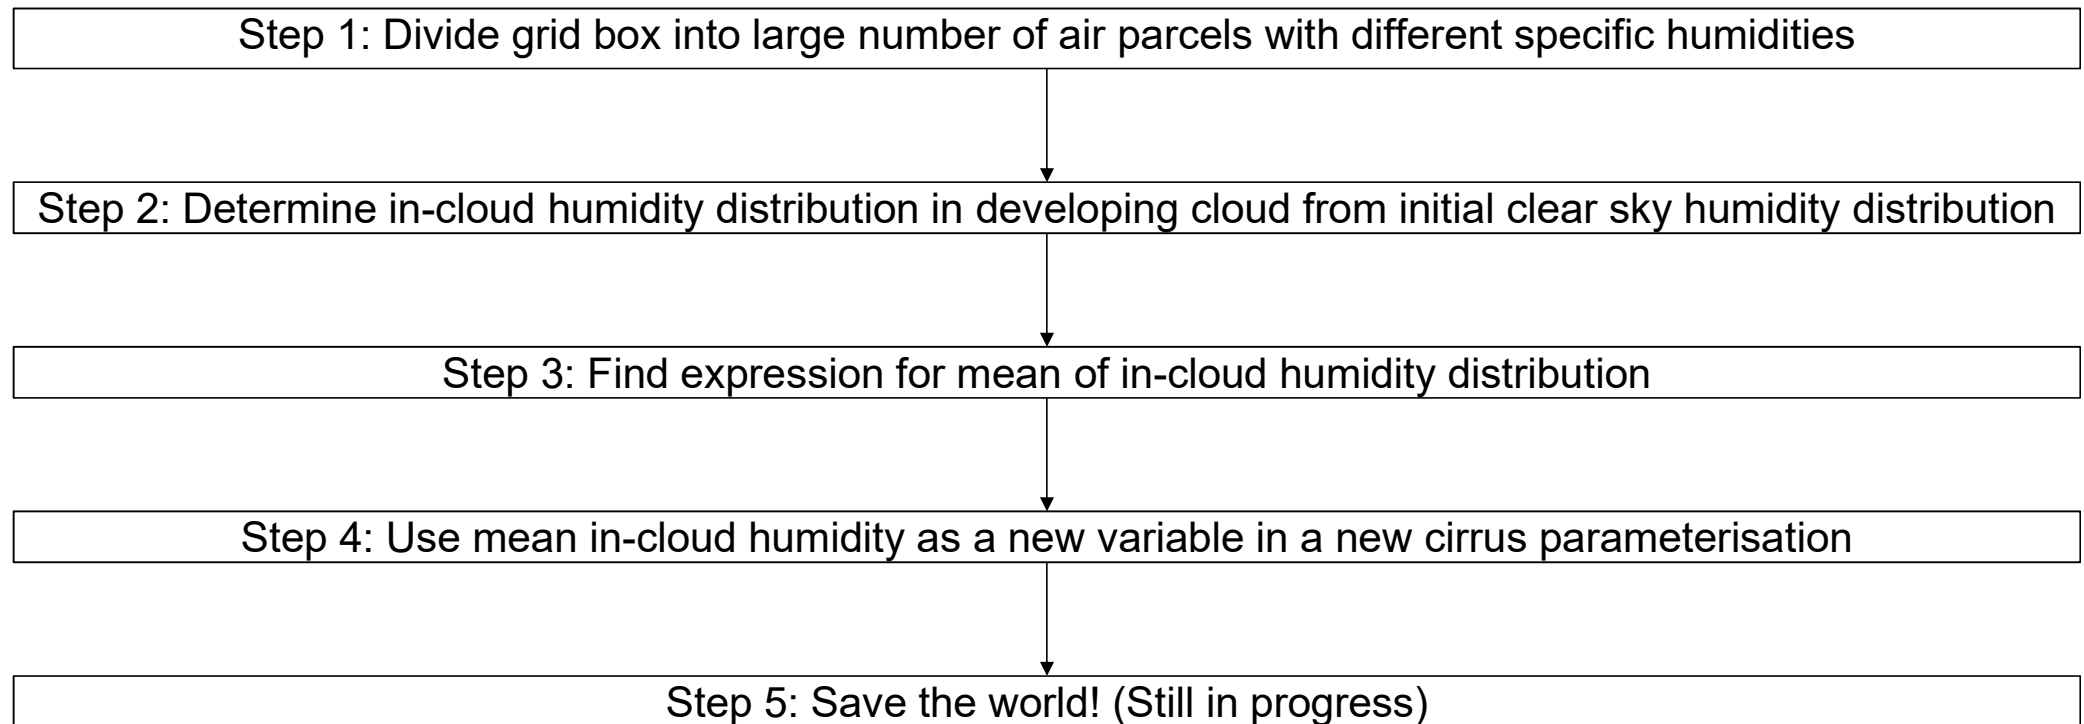 Step 1: Divide grid box into large number of air parcels with different specific humidities
Step 2: Determine in-cloud humidity distribution in developing cloud from initial clear sky humidity distribution
Step 3: Find expression for mean of in-cloud humidity distribution
Step 4: Use mean in-cloud humidity as a new variable in a new cirrus parameterisation
Step 5: Save the world! (Still in progress)